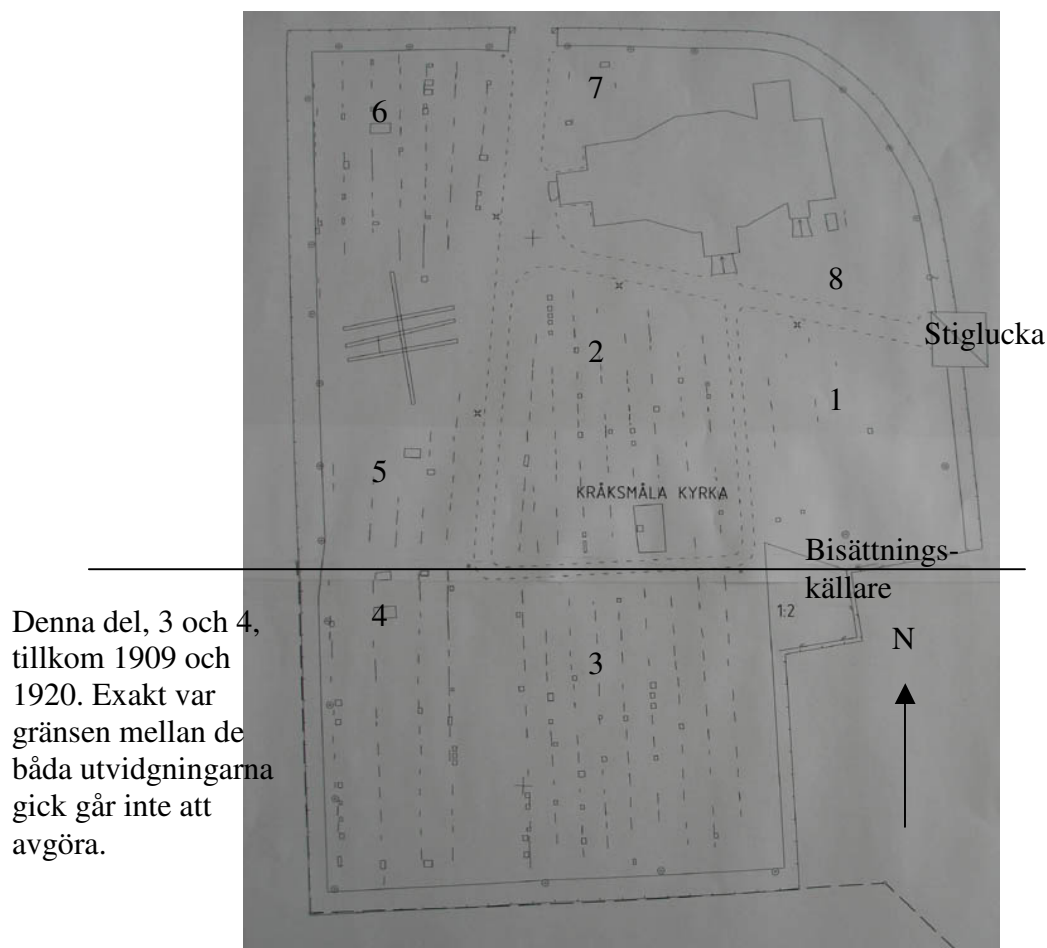 7
6
8
Stiglucka
2
1
5
KRÅKSMÅLA KYRKA
Bisättnings-
källare
4
1:2
3
N
Denna del, 3 och 4,
tillkom 1909 och
1920. Exakt var
gränsen mellan de
båda utvidgningarna
gick går inte att
avgöra.